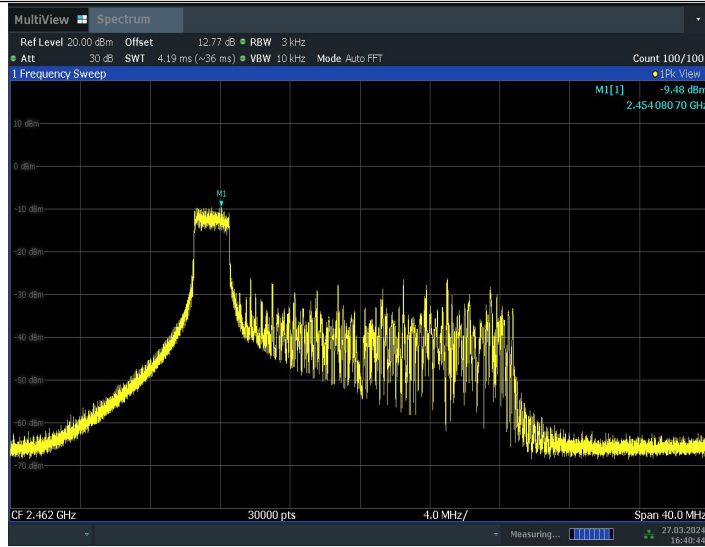 MultiView Spectrum
Ref Level 20.00 dBm Offset 12.77 dB RBW 3 kHz
Att 30 dB SWT 4.19 ms (~36 ms) VBW 10 kHz Mode Auto FFT Count 100/100
1 Frequency Sweep 1Pk View
M1[1] -9.48 dBm
2.454 080 70 GHz
10 dBm
0 dBm
M1
-10 dBm
-20 dBm
-30 dBm
-40 dBm
-50 dBm
-60 dBm
-70 dBm
CF 2.462 GHz 30000 pts 4.0 MHz/ Span 40.0 MHz
Measuring... 27.03.2024
16:40:44